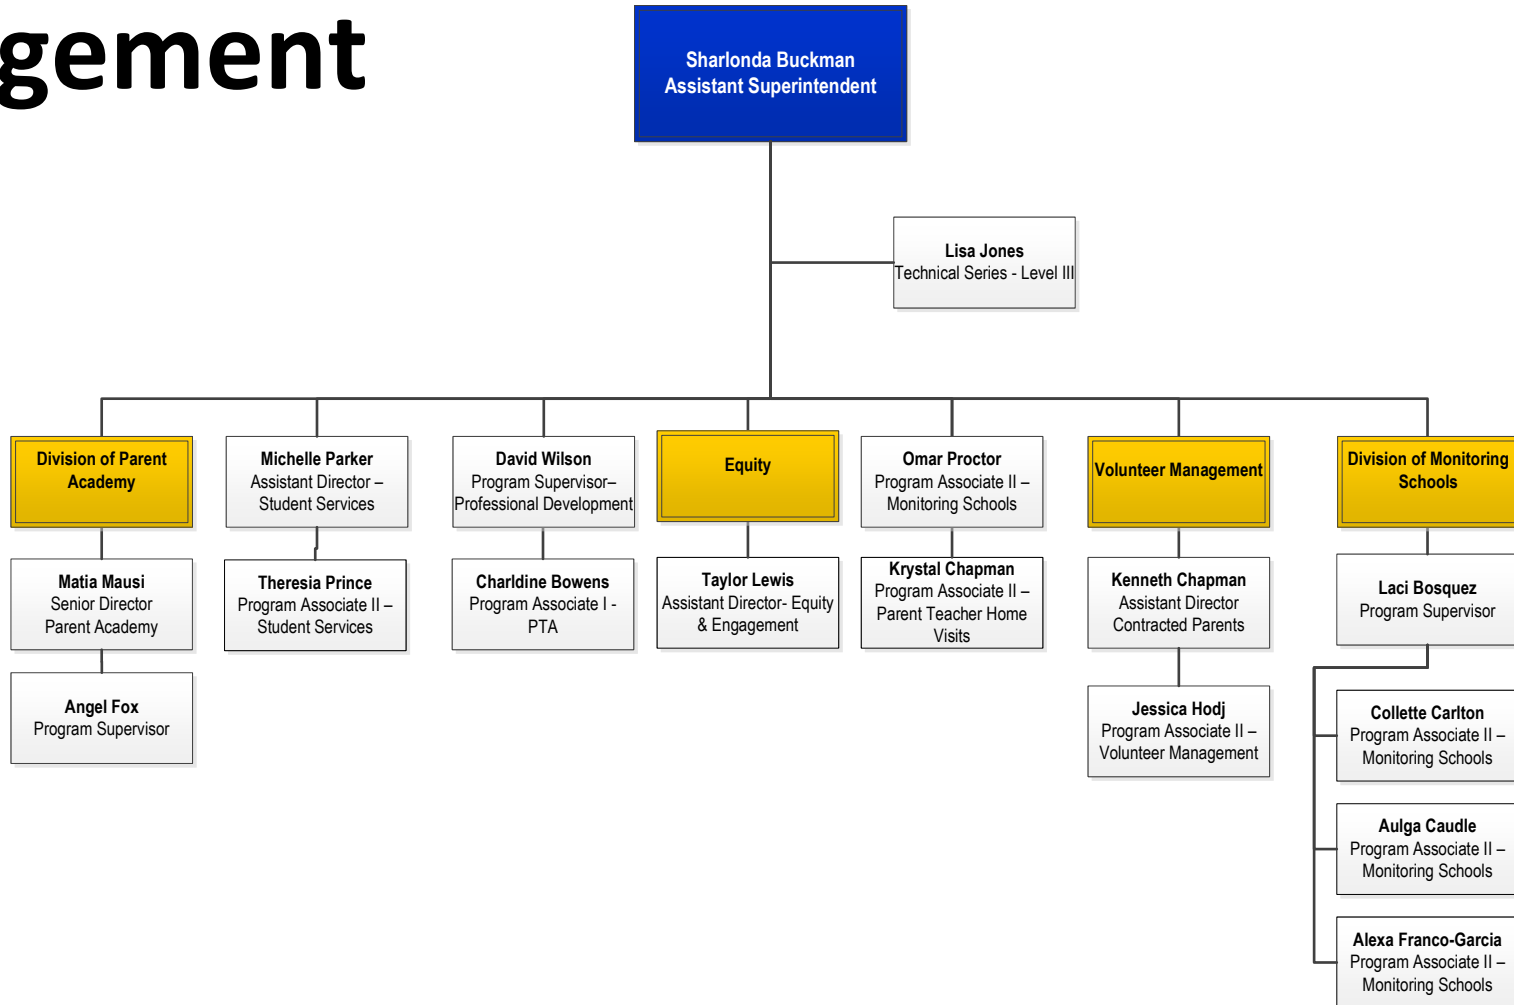 gement
Sharlonda Buckman
Assistant Superintendent
Lisa Jones
Technical Series - Level III
Division of Parent
Academy
Matia Mausi
Senior Director
Parent Academy
Angel Fox
Program Supervisor
Michelle Parker
Assistant Director –
Student Services
Theresia Prince
Program Associate II –
Student Services
David Wilson
Program Supervisor–
Professional Development
Charldine Bowens
Program Associate I -
PTA
Equity
Taylor Lewis
Assistant Director- Equity
& Engagement
Omar Proctor
Program Associate II –
Monitoring Schools
Krystal Chapman
Program Associate II –
Parent Teacher Home
Visits
Volunteer Management
Kenneth Chapman
Assistant Director
Contracted Parents
Jessica Hodj
Program Associate II –
Volunteer Management
Division of Monitoring
Schools
Laci Bosquez
Program Supervisor
Collette Carlton
Program Associate II –
Monitoring Schools
Aulga Caudle
Program Associate II –
Monitoring Schools
Alexa Franco-Garcia
Program Associate II –
Monitoring Schools